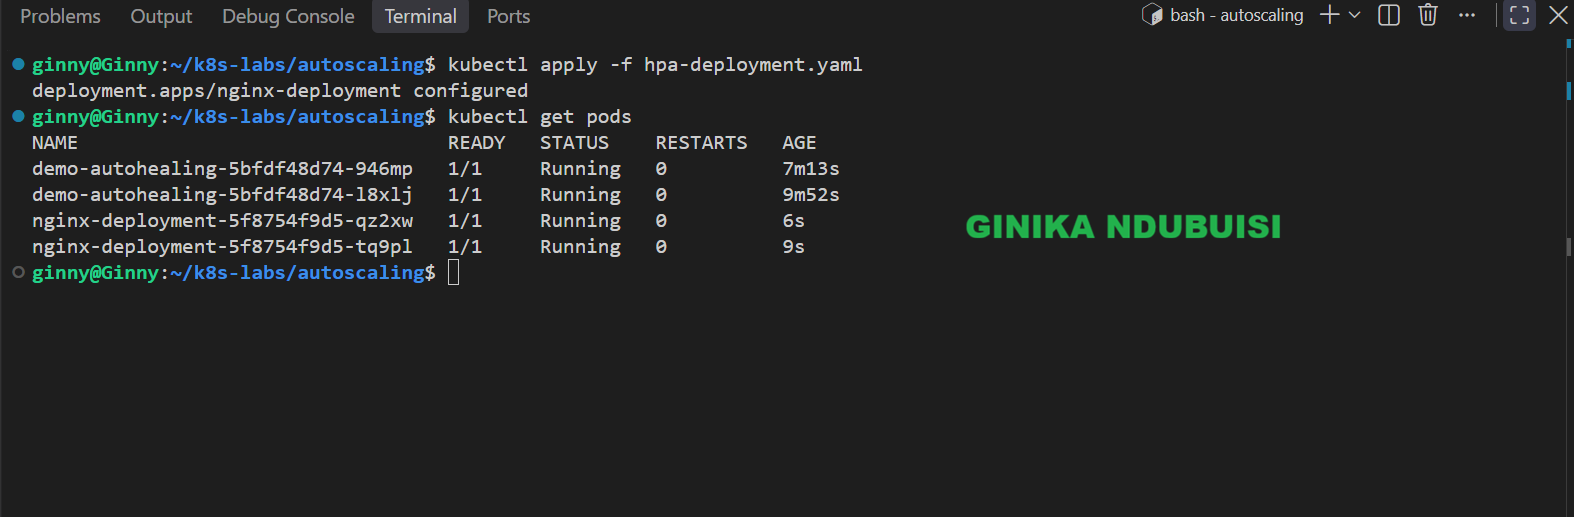 Problems Output Debug Console Terminal Ports bash - autoscaling
ginny@Ginny:~/k8s-labs/autoscaling$ kubectl apply -f hpa-deployment.yaml
deployment.apps/nginx-deployment configured
ginny@Ginny:~/k8s-labs/autoscaling$ kubectl get pods
NAME READY STATUS RESTARTS AGE
demo-autohealing-5bfdf48d74-946mp 1/1 Running 0 7m13s
demo-autohealing-5bfdf48d74-l8xlj 1/1 Running 0 9m52s
nginx-deployment-5f8754f9d5-qz2xw 1/1 Running 0 6s
nginx-deployment-5f8754f9d5-tq9pl 1/1 Running 0 9s
GINIKA NDUBUISI
ginny@Ginny:~/k8s-labs/autoscaling$